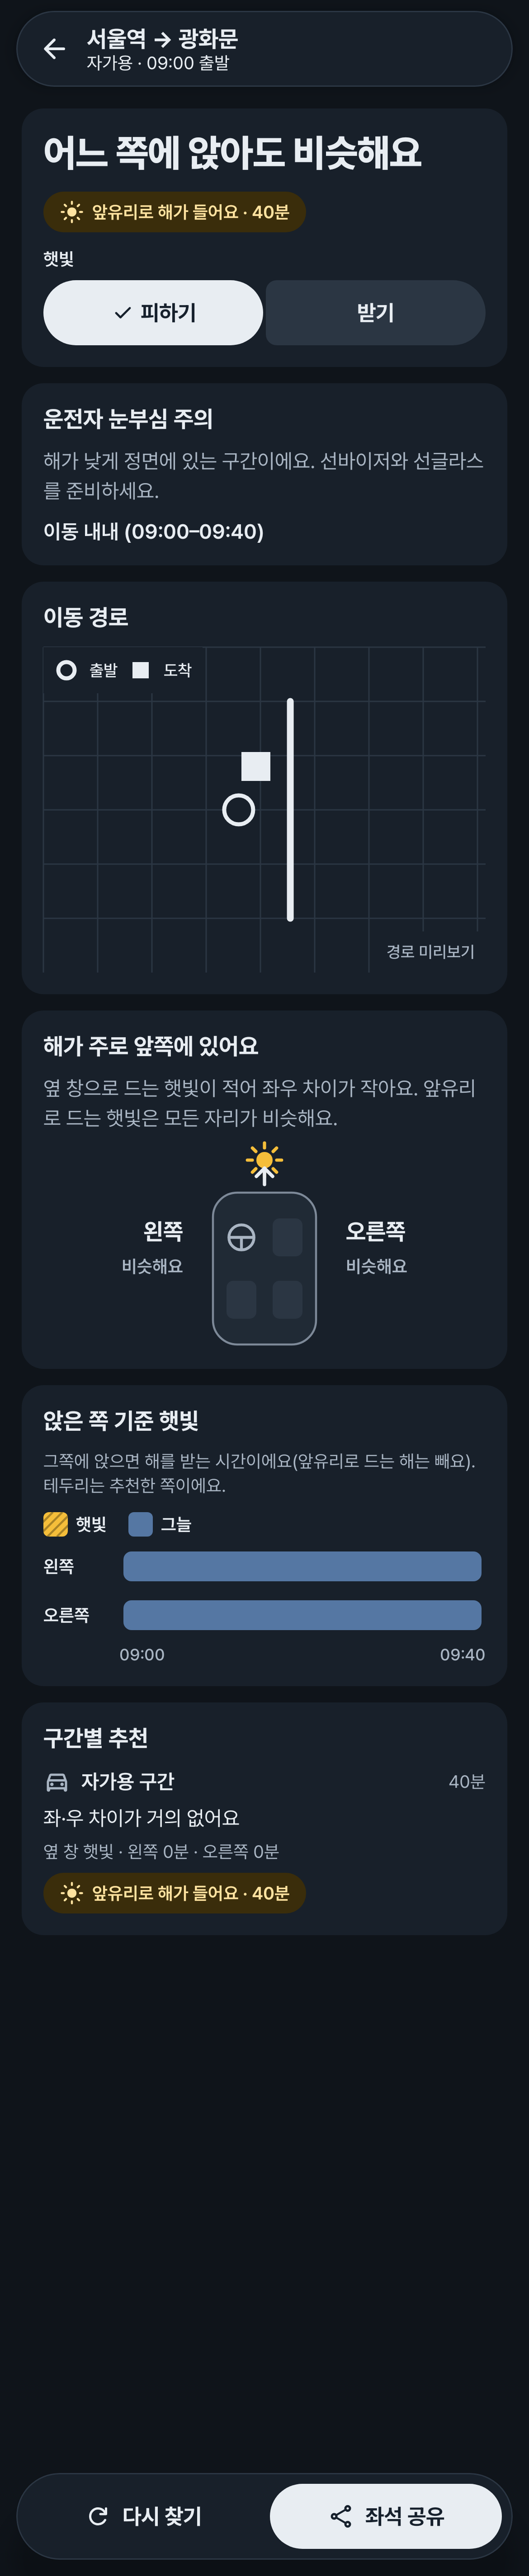 서울역 → 광화문
자가용 · 09:00 출발
어느 쪽에 앉아도 비슷해요
앞유리로 해가 들어요 · 40분
햇빛
피하기
받기
운전자 눈부심 주의
해가 낮게 정면에 있는 구간이에요. 선바이저와 선글라스
를 준비하세요.
이동 내내 (09:00–09:40)
이동 경로
출발 도착
경로 미리보기
해가 주로 앞쪽에 있어요
옆 창으로 드는 햇빛이 적어 좌우 차이가 작아요. 앞유리
로 드는 햇빛은 모든 자리가 비슷해요.
왼쪽
비슷해요
오른쪽
비슷해요
앉은 쪽 기준 햇빛
그쪽에 앉으면 해를 받는 시간이에요(앞유리로 드는 해는 빼요).
테두리는 추천한 쪽이에요.
햇빛 그늘
왼쪽
오른쪽
09:00 09:40
구간별 추천
자가용 구간 40분
좌·우 차이가 거의 없어요
옆 창 햇빛 · 왼쪽 0분 · 오른쪽 0분
앞유리로 해가 들어요 · 40분
다시 찾기
좌석 공유